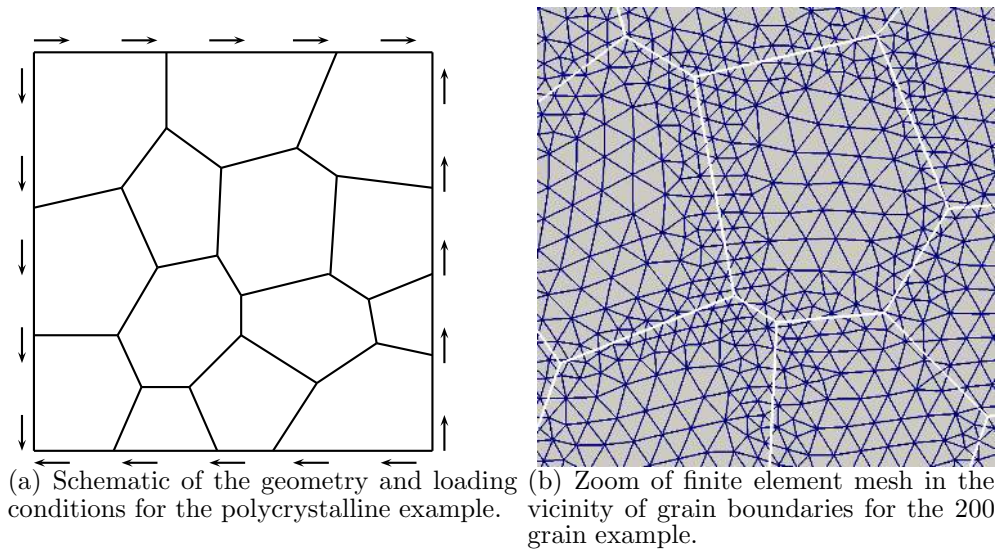 (a) Schematic of the geometry and loading
conditions for the polycrystalline example.
(b) Zoom of finite element mesh in the
vicinity of grain boundaries for the 200
grain example.